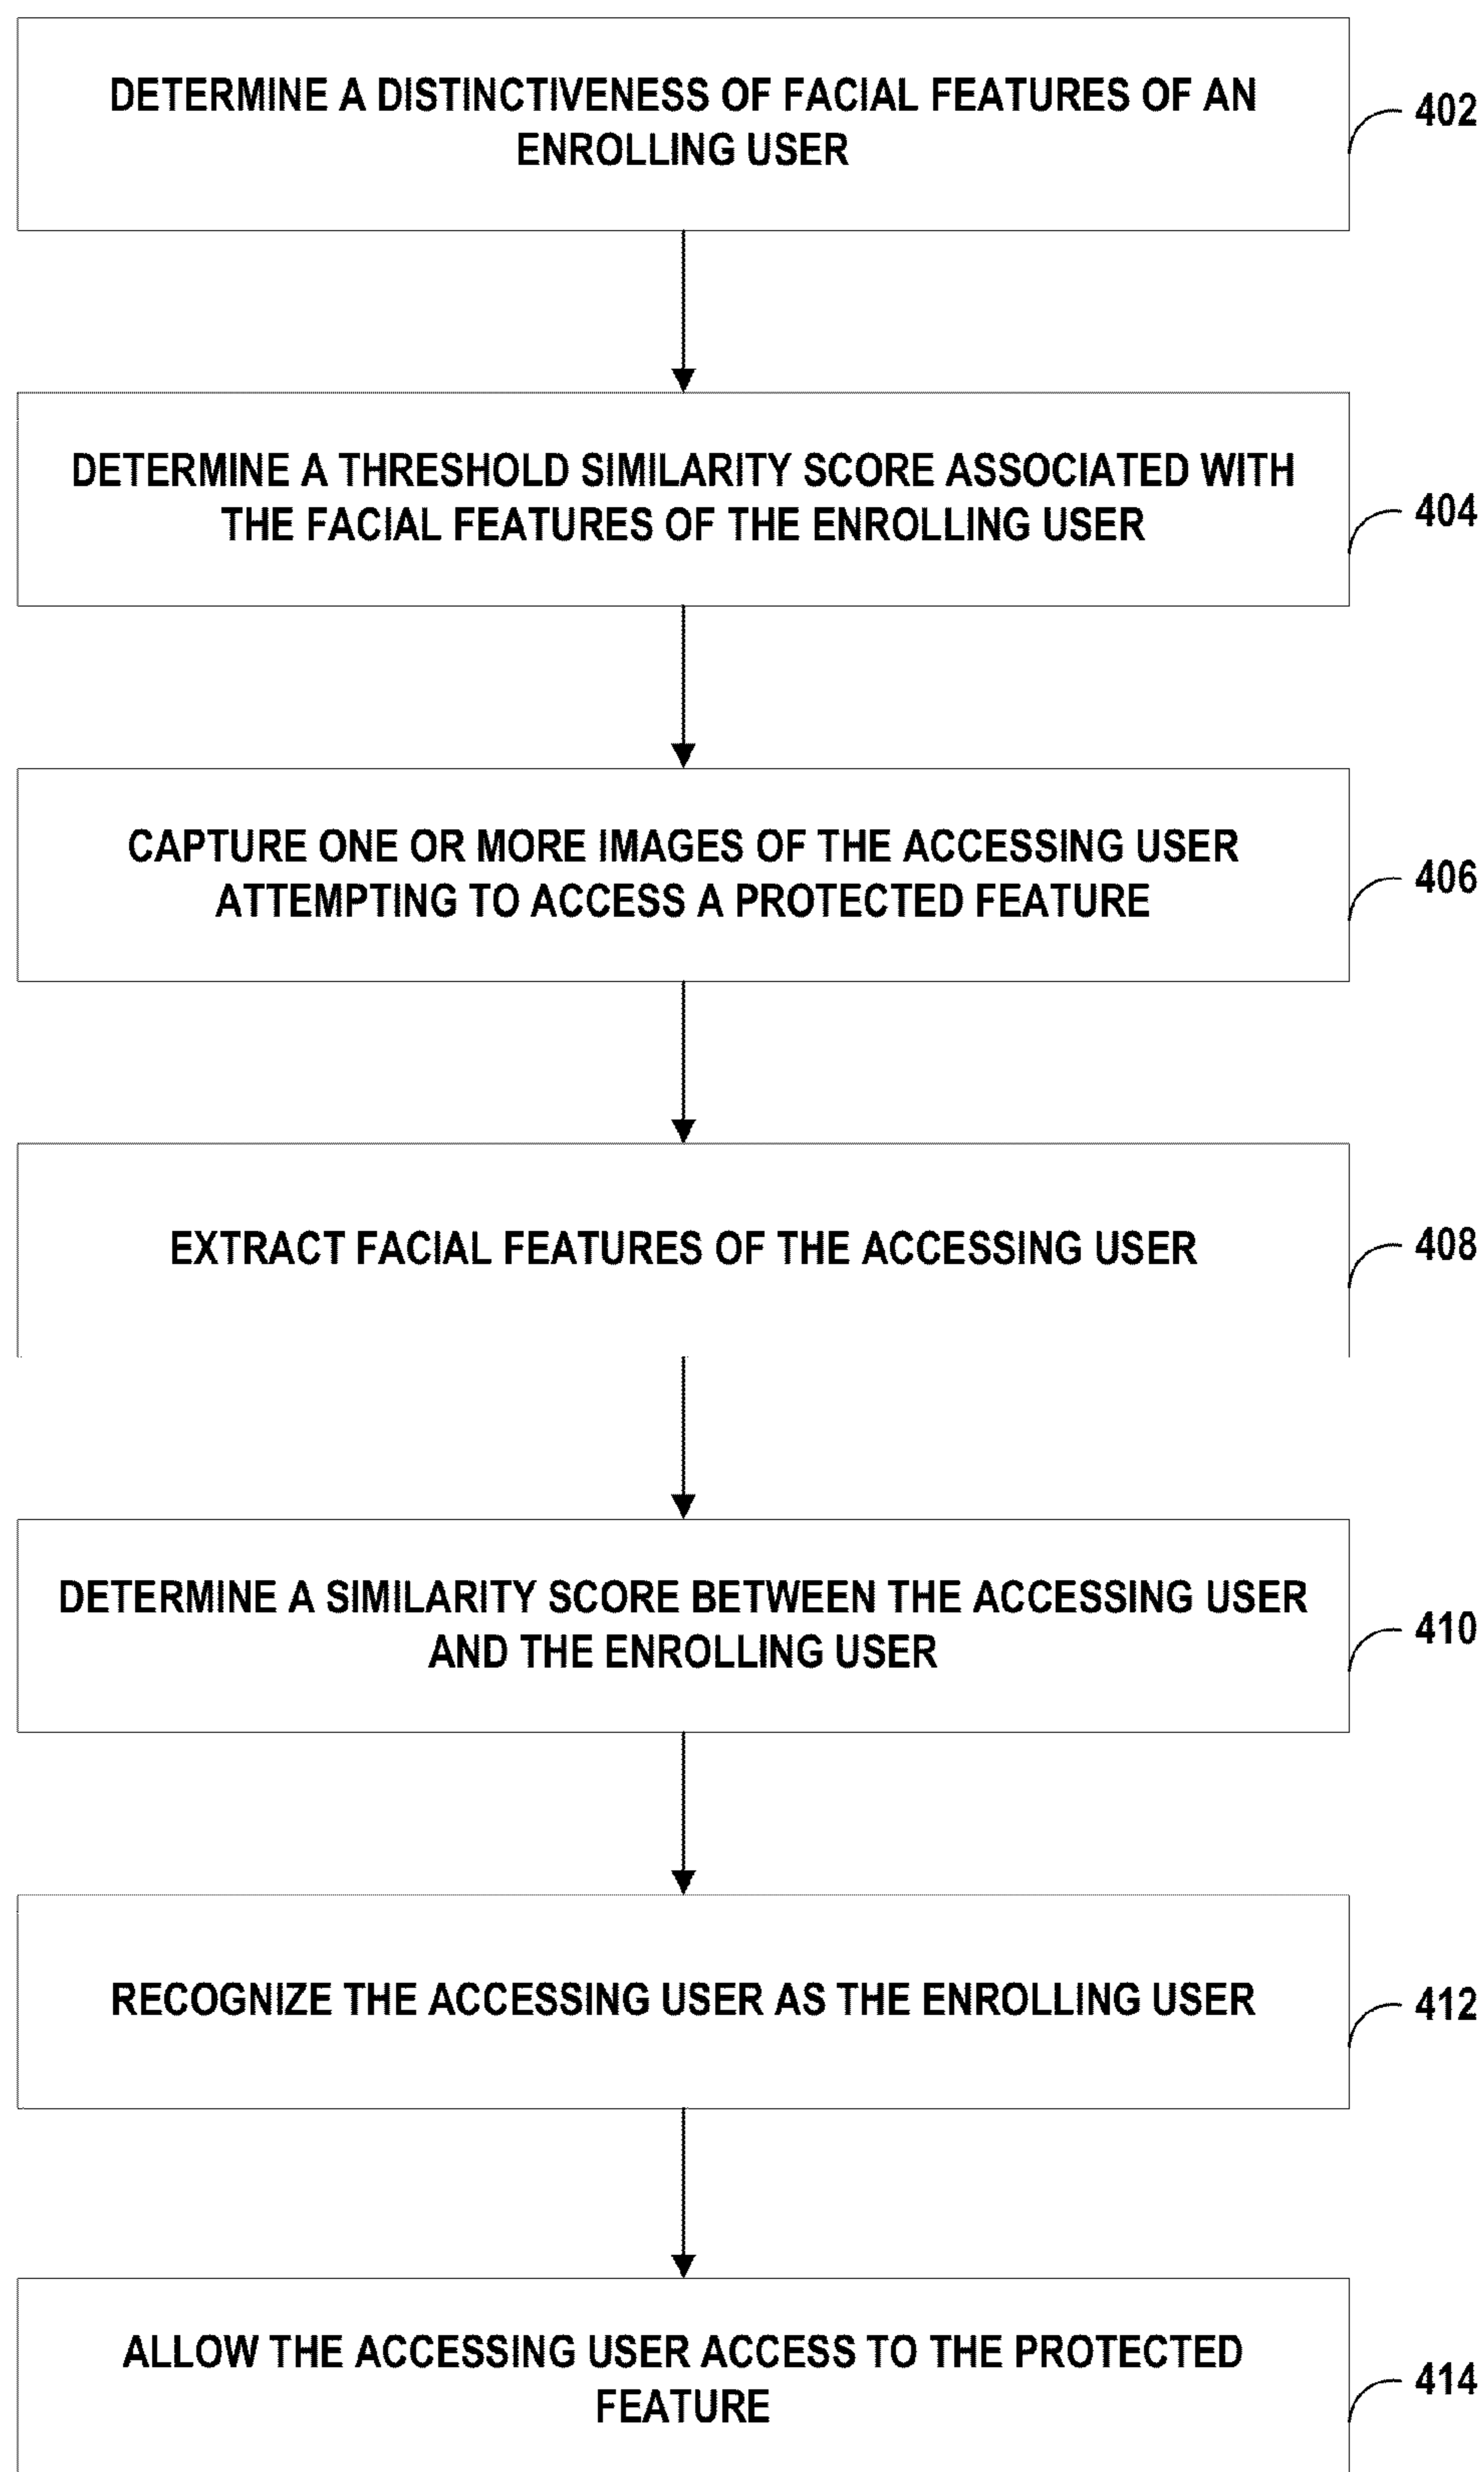 DETERMINE A DISTINCTIVENESS OF FACIAL FEATURES OF AN
ENROLLING USER
402
DETERMINE A THRESHOLD SIMILARITY SCORE ASSOCIATED WITH
THE FACIAL FEATURES OF THE ENROLLING USER
404
CAPTURE ONE OR MORE IMAGES OF THE ACCESSING USER
ATTEMPTING TO ACCESS A PROTECTED FEATURE
406
EXTRACT FACIAL FEATURES OF THE ACCESSING USER
408
DETERMINE A SIMILARITY SCORE BETWEEN THE ACCESSING USER
AND THE ENROLLING USER
410
RECOGNIZE THE ACCESSING USER AS THE ENROLLING USER
412
ALLOW THE ACCESSING USER ACCESS TO THE PROTECTED
FEATURE
414